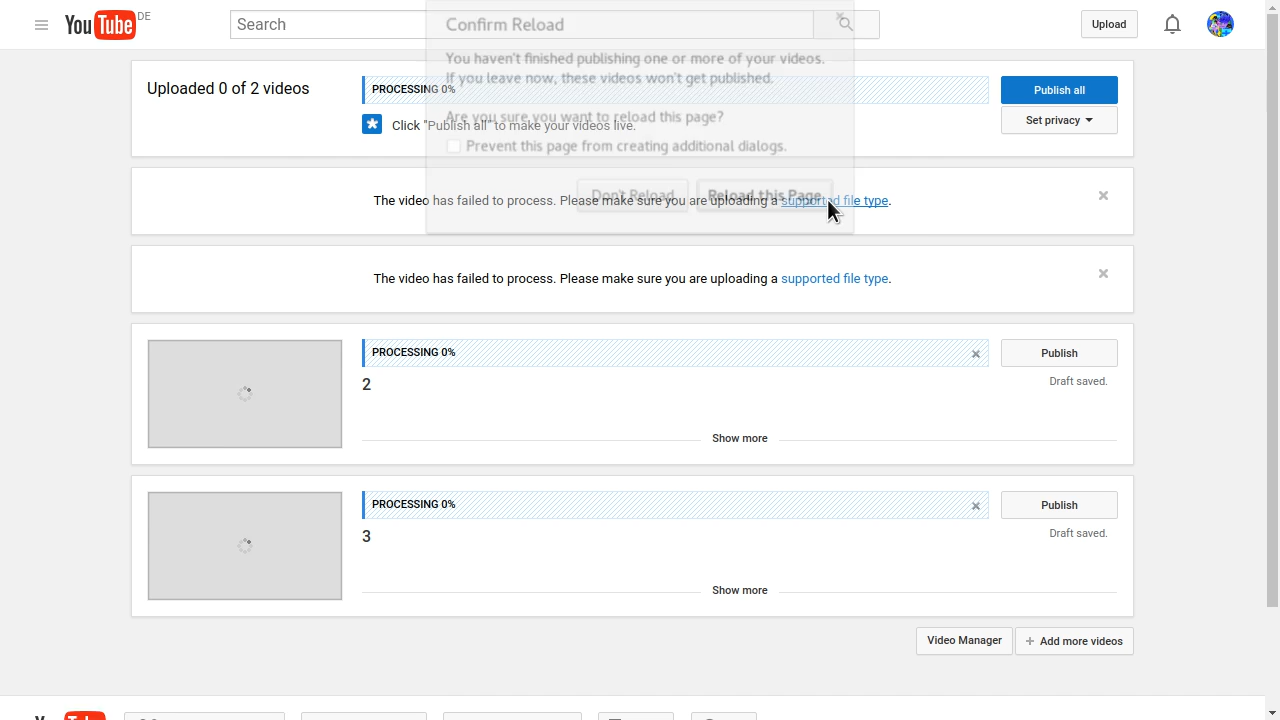 YouTube DE
Search
Upload
Confirm Reload
You haven't finished publishing one or more of your videos.
If you leave now, these videos won't get published.
Are you sure you want to reload this page?
Prevent this page from creating additional dialogs.
Don't Reload
Reload this Page
Uploaded 0 of 2 videos
PROCESSING 0%
Publish all
Click "Publish all" to make your videos live.
Set privacy
The video has failed to process. Please make sure you are uploading a supported file type.
The video has failed to process. Please make sure you are uploading a supported file type.
PROCESSING 0%
Publish
2
Draft saved.
Show more
PROCESSING 0%
Publish
3
Draft saved.
Show more
Video Manager
+ Add more videos